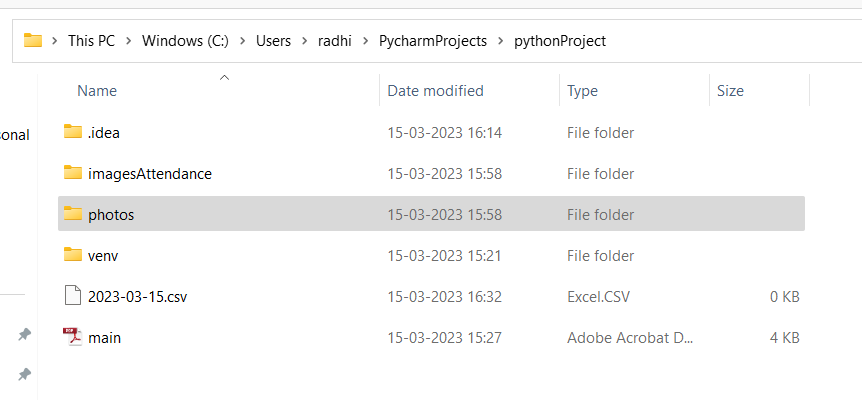 This PC > Windows (C:) > Users > radhi > PycharmProjects > pythonProject
Name Date modified Type Size
.idea 15-03-2023 16:14 File folder
sonal
imagesAttendance 15-03-2023 15:58 File folder
photos 15-03-2023 15:58 File folder
venv 15-03-2023 15:21 File folder
2023-03-15.csv 15-03-2023 16:32 Excel.CSV 0 KB
PDF main 15-03-2023 15:27 Adobe Acrobat D... 4 KB